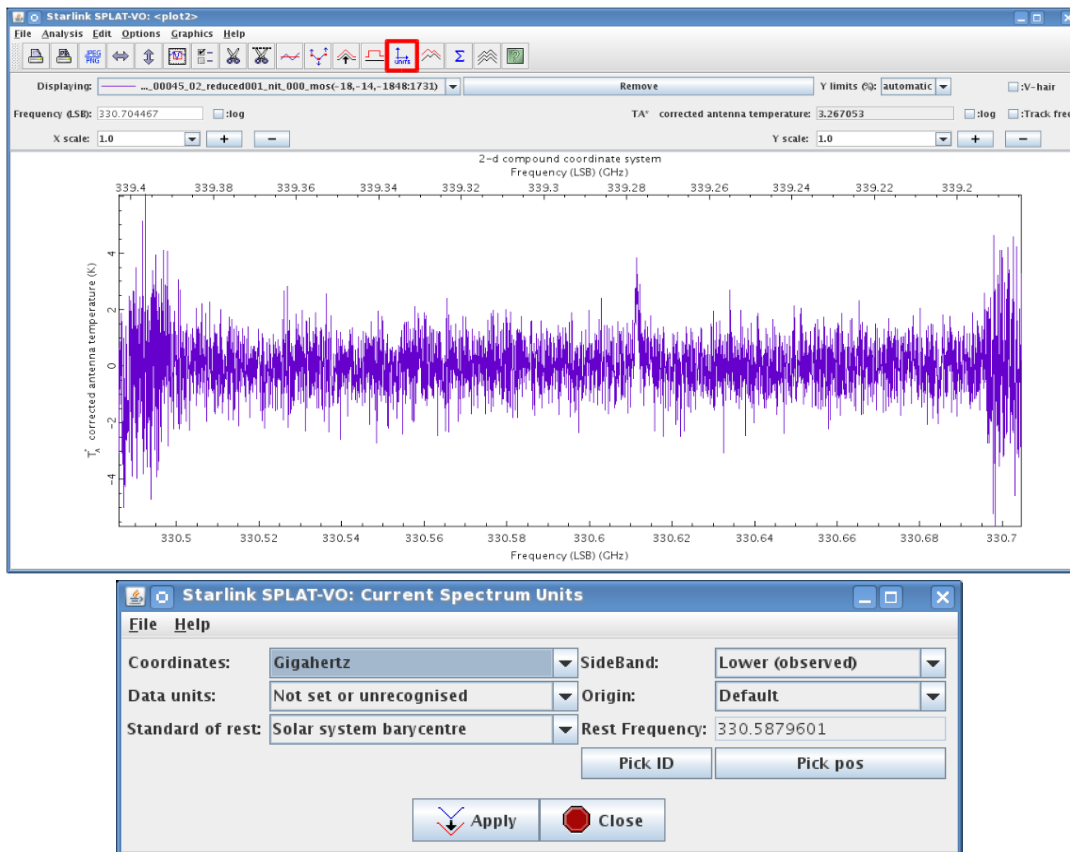 Starlink SPLAT-VO: <plot2>
File Analysis Edit Options Graphics Help
JPEG PNG UNITS Σ ?
Displaying: ..._00045_02_reduced001_nit_000_mos(-18,-14,-1848:1731) Remove Y limits (%): automatic :V-hair
Frequency (LSB): 330.704467 :log TA* corrected antenna temperature: 3.267053 :log :Track free
X scale: 1.0 + − Y scale: 1.0 + −
2-d compound coordinate system
Frequency (LSB) (GHz)
339.4 339.38 339.36 339.34 339.32 339.3 339.28 339.26 339.24 339.22 339.2
T*A corrected antenna temperature (K)
4
2
0
-2
-4
330.5 330.52 330.54 330.56 330.58 330.6 330.62 330.64 330.66 330.68 330.7
Frequency (LSB) (GHz)
Starlink SPLAT-VO: Current Spectrum Units
File Help
Coordinates: Gigahertz SideBand: Lower (observed)
Data units: Not set or unrecognised Origin: Default
Standard of rest: Solar system barycentre Rest Frequency: 330.5879601
Pick ID Pick pos
Apply Close